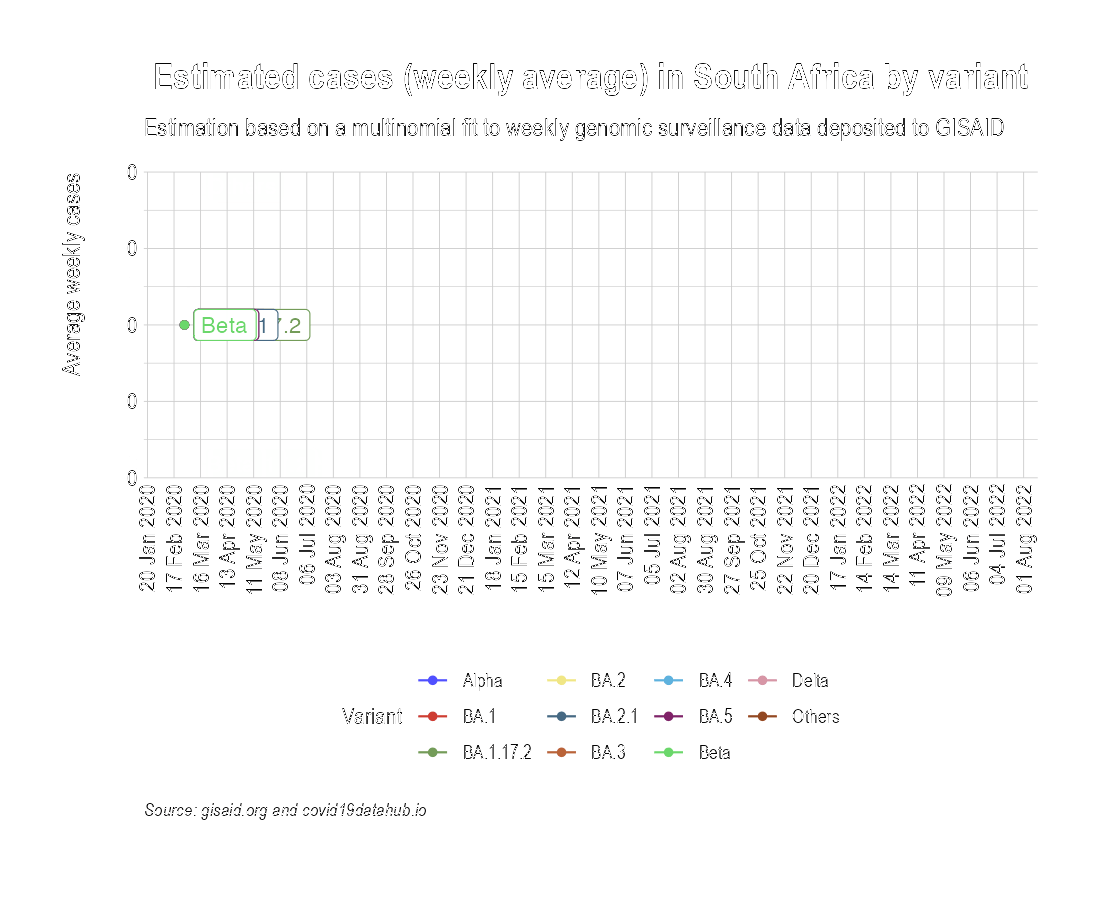 Estimated cases (weekly average) in South Africa by variant
Estimation based on a multinomial fit to weekly genomic surveillance data deposited to GISAID
Average weekly cases
0
0
0
0
0
Beta 1 7.2
20 Jan 2020
17 Feb 2020
16 Mar 2020
13 Apr 2020
11 May 2020
08 Jun 2020
06 Jul 2020
03 Aug 2020
31 Aug 2020
28 Sep 2020
26 Oct 2020
23 Nov 2020
21 Dec 2020
18 Jan 2021
15 Feb 2021
15 Mar 2021
12 Apr 2021
10 May 2021
07 Jun 2021
05 Jul 2021
02 Aug 2021
30 Aug 2021
27 Sep 2021
25 Oct 2021
22 Nov 2021
20 Dec 2021
17 Jan 2022
14 Feb 2022
14 Mar 2022
11 Apr 2022
09 May 2022
06 Jun 2022
04 Jul 2022
01 Aug 2022
Alpha BA.2 BA.4 Delta
Variant BA.1 BA.2.1 BA.5 Others
BA.1.17.2 BA.3 Beta
Source: gisaid.org and covid19datahub.io